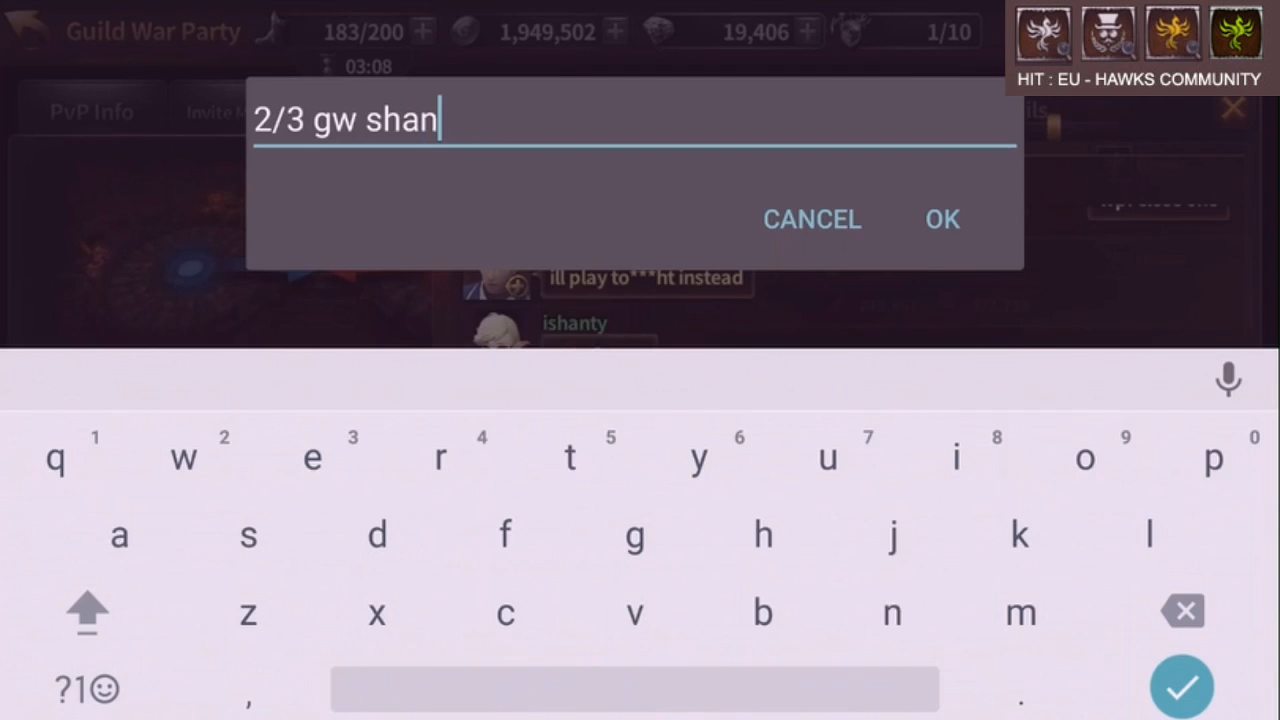 Guild War Party 183/200 1,949,502 19,406 1/10
03:08
HIT : EU - HAWKS COMMUNITY
PvP Info Invite
2/3 gw shan
CANCEL OK
ill play to***ht instead
ishanty
1 2 3 4 5 6 7 8 9 0
q w e r t y u i o p
a s d f g h j k l
z x c v b n m
?1☺ , .